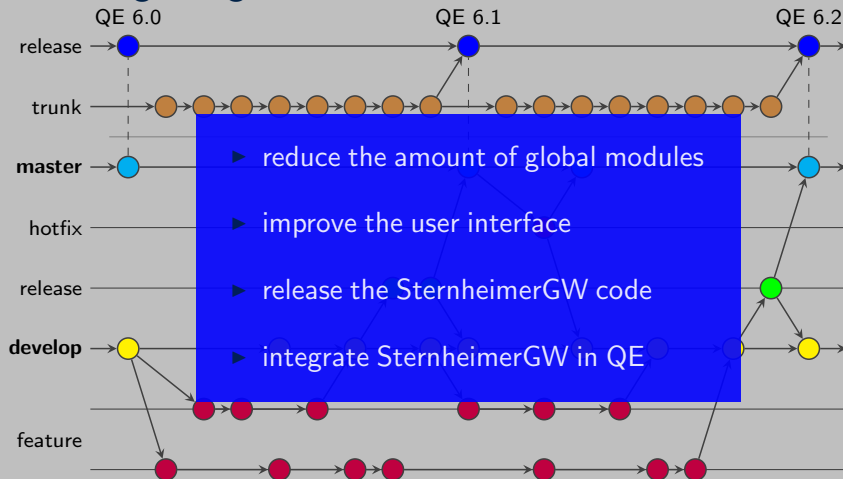 QE 6.0 QE 6.1 QE 6.2
release
trunk
master
hotfix
release
develop
feature
► reduce the amount of global modules
► improve the user interface
► release the SternheimerGW code
► integrate SternheimerGW in QE